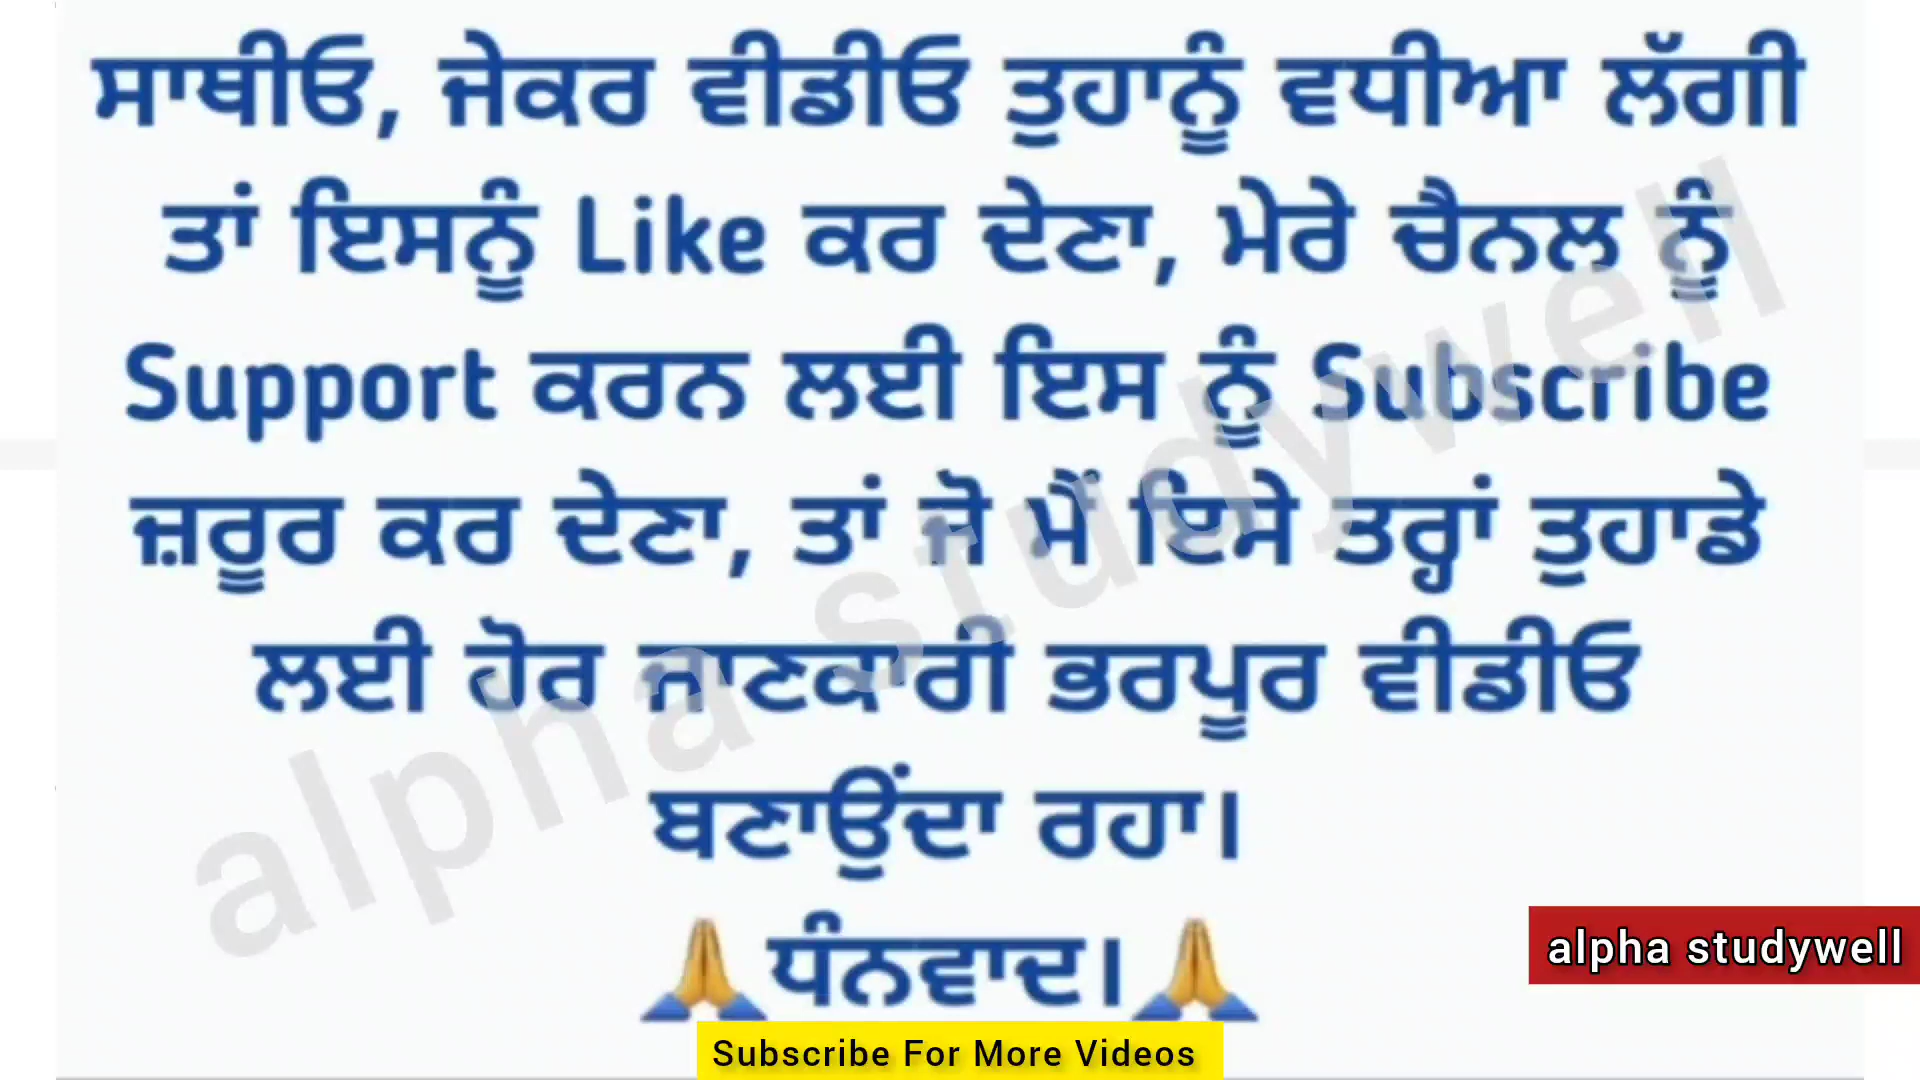 ਸਾਥੀਓ, ਜੇਕਰ ਵੀਡੀਓ ਤੁਹਾਨੂੰ ਵਧੀਆ ਲੱਗੀ
ਤਾਂ ਇਸਨੂੰ Like ਕਰ ਦੇਣਾ, ਮੇਰੇ ਚੈਨਲ ਨੂੰ
Support ਕਰਨ ਲਈ ਇਸ ਨੂੰ Subscribe
ਜ਼ਰੂਰ ਕਰ ਦੇਣਾ, ਤਾਂ ਜੋ ਮੈਂ ਇਸੇ ਤਰ੍ਹਾਂ ਤੁਹਾਡੇ
ਲਈ ਹੋਰ ਜਾਣਕਾਰੀ ਭਰਪੂਰ ਵੀਡੀਓ
ਬਣਾਉਂਦਾ ਰਹਾ।
🙏ਧੰਨਵਾਦ।🙏
alpha studywell
alpha studywell
Subscribe For More Videos